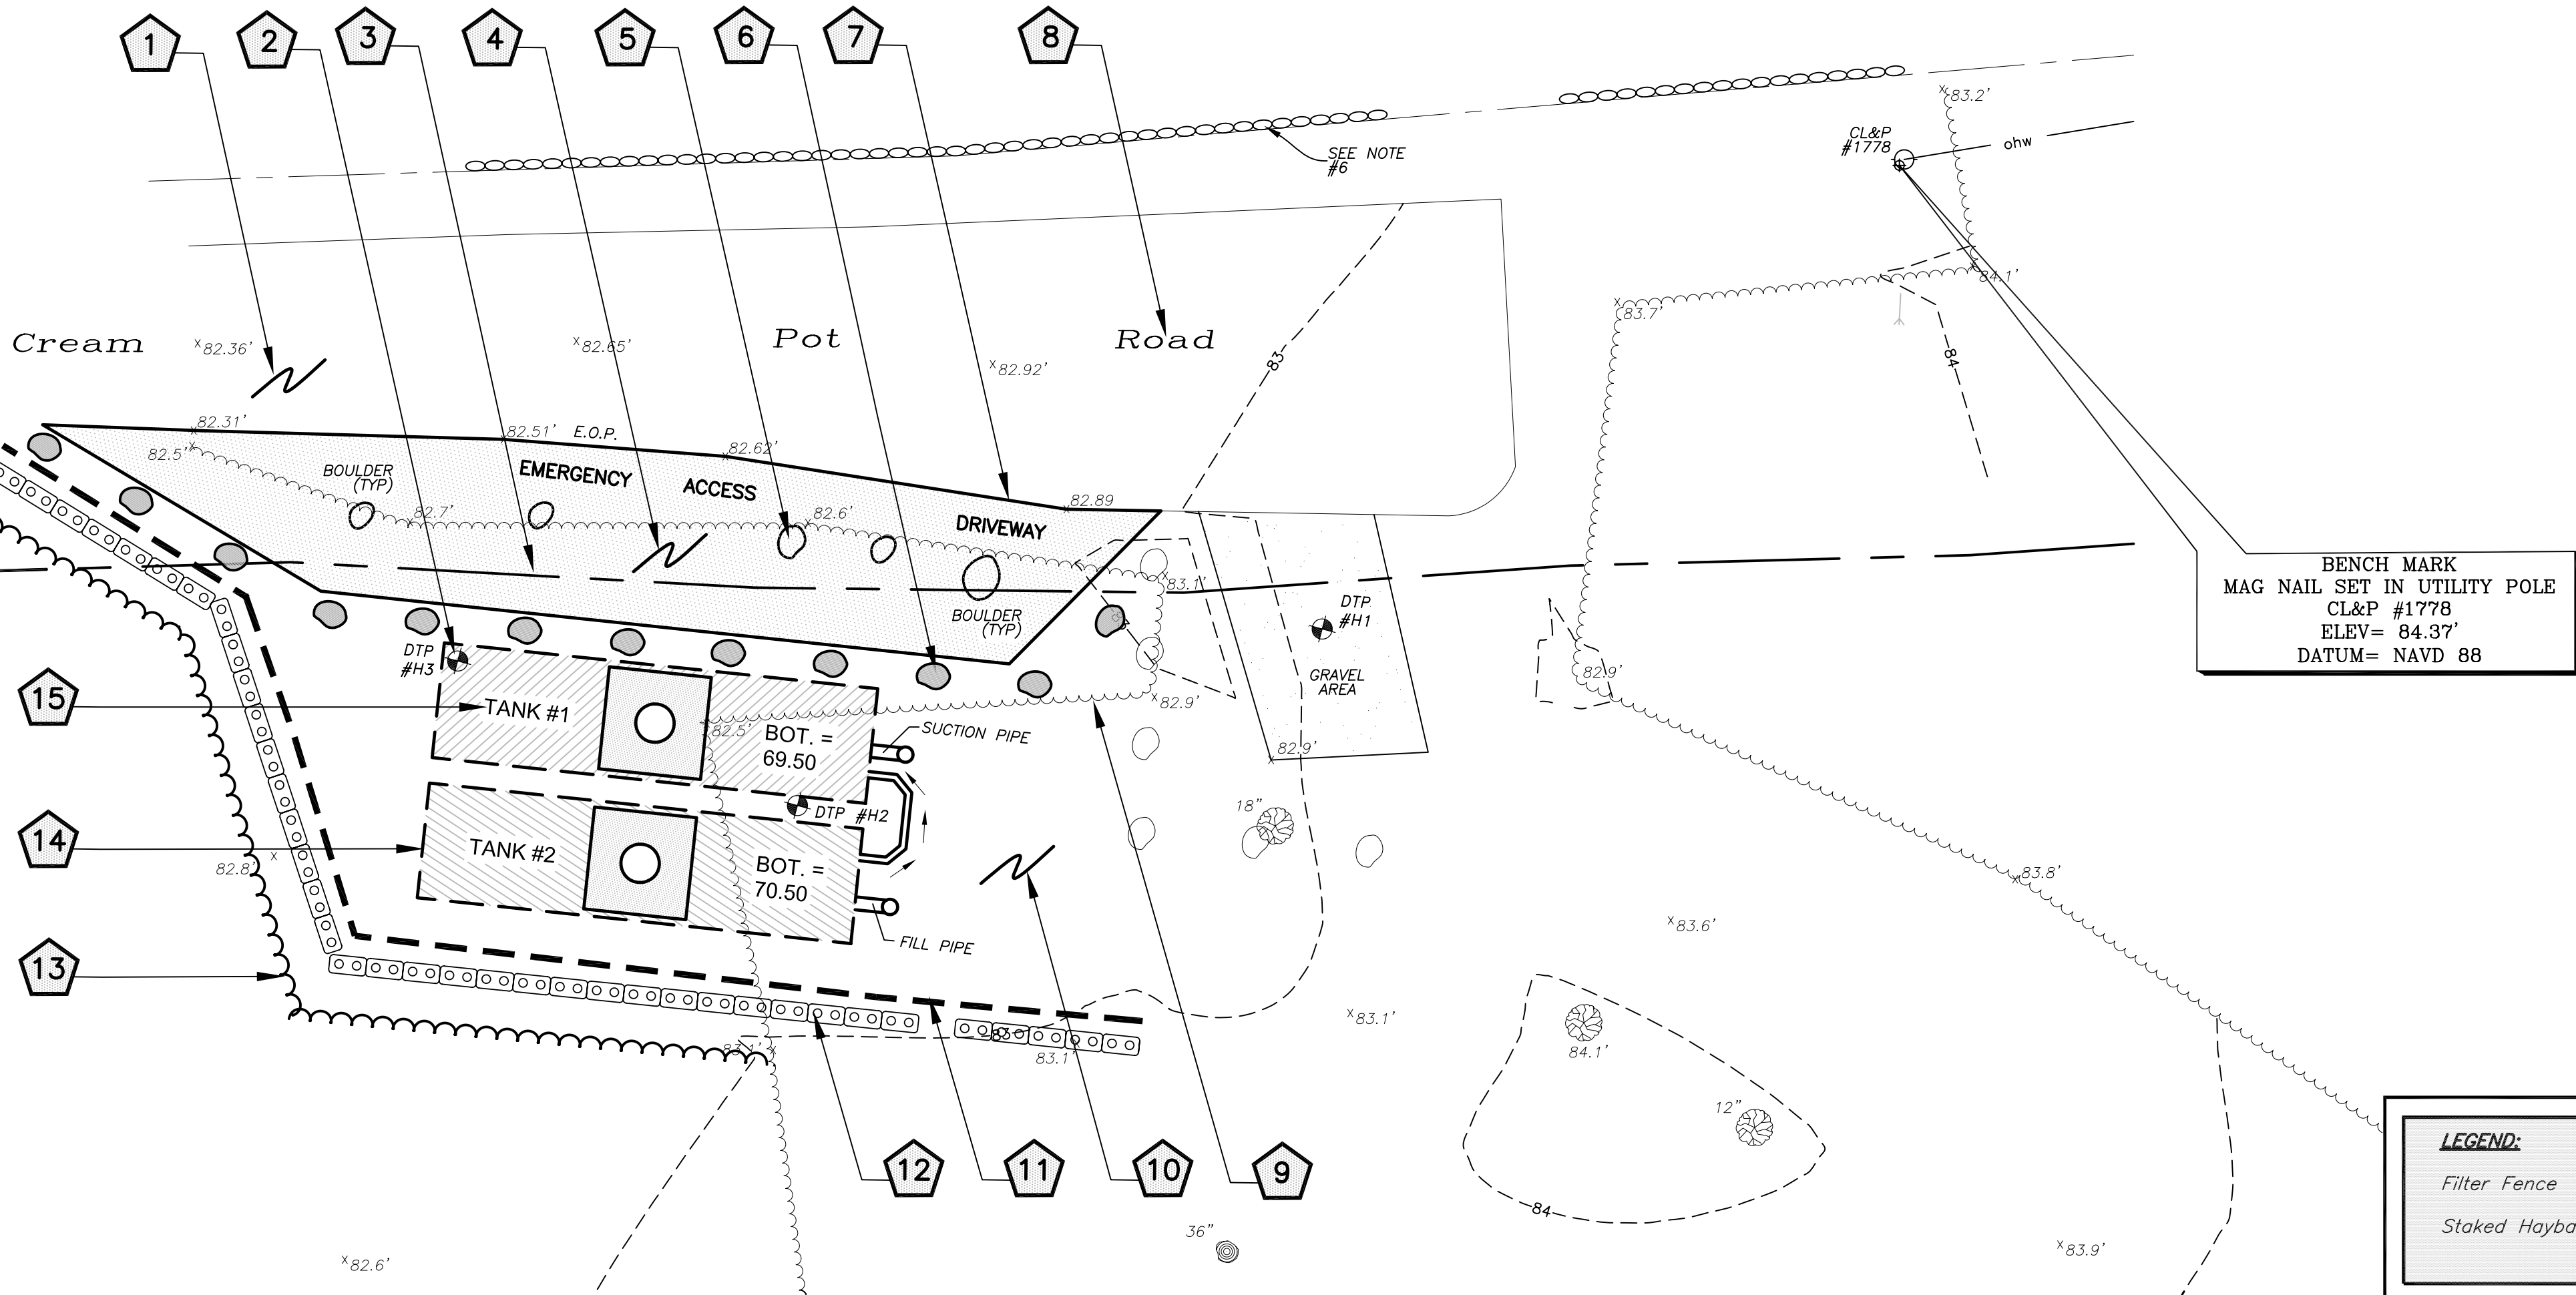 1
2
3
4
5
6
7
8
83.2'
CL&P
#1778
ohw
SEE NOTE
#6
84.1'
83.7'
83
84
Cream Pot Road
82.36'
82.65'
82.92'
82.31'
82.5'
82.51'
E.O.P.
82.62'
82.89
BOULDER
(TYP)
EMERGENCY ACCESS DRIVEWAY
82.7'
82.6'
83.1'
BOULDER
(TYP)
DTP
#H1
BENCH MARK
MAG NAIL SET IN UTILITY POLE
CL&P #1778
ELEV= 84.37'
DATUM= NAVD 88
DTP
#H3
GRAVEL
AREA
82.9'
82.9'
82.9'
15
TANK #1
82.5'
BOT. =
69.50
SUCTION PIPE
DTP #H2
18"
14
TANK #2
BOT. =
70.50
82.8'
FILL PIPE
83.8'
83.6'
13
83.1'
83
83.1'
83.1'
84.1'
12"
12
11
10
9
84
36"
82.6'
83.9'
LEGEND:
Filter Fence
Staked Hayba